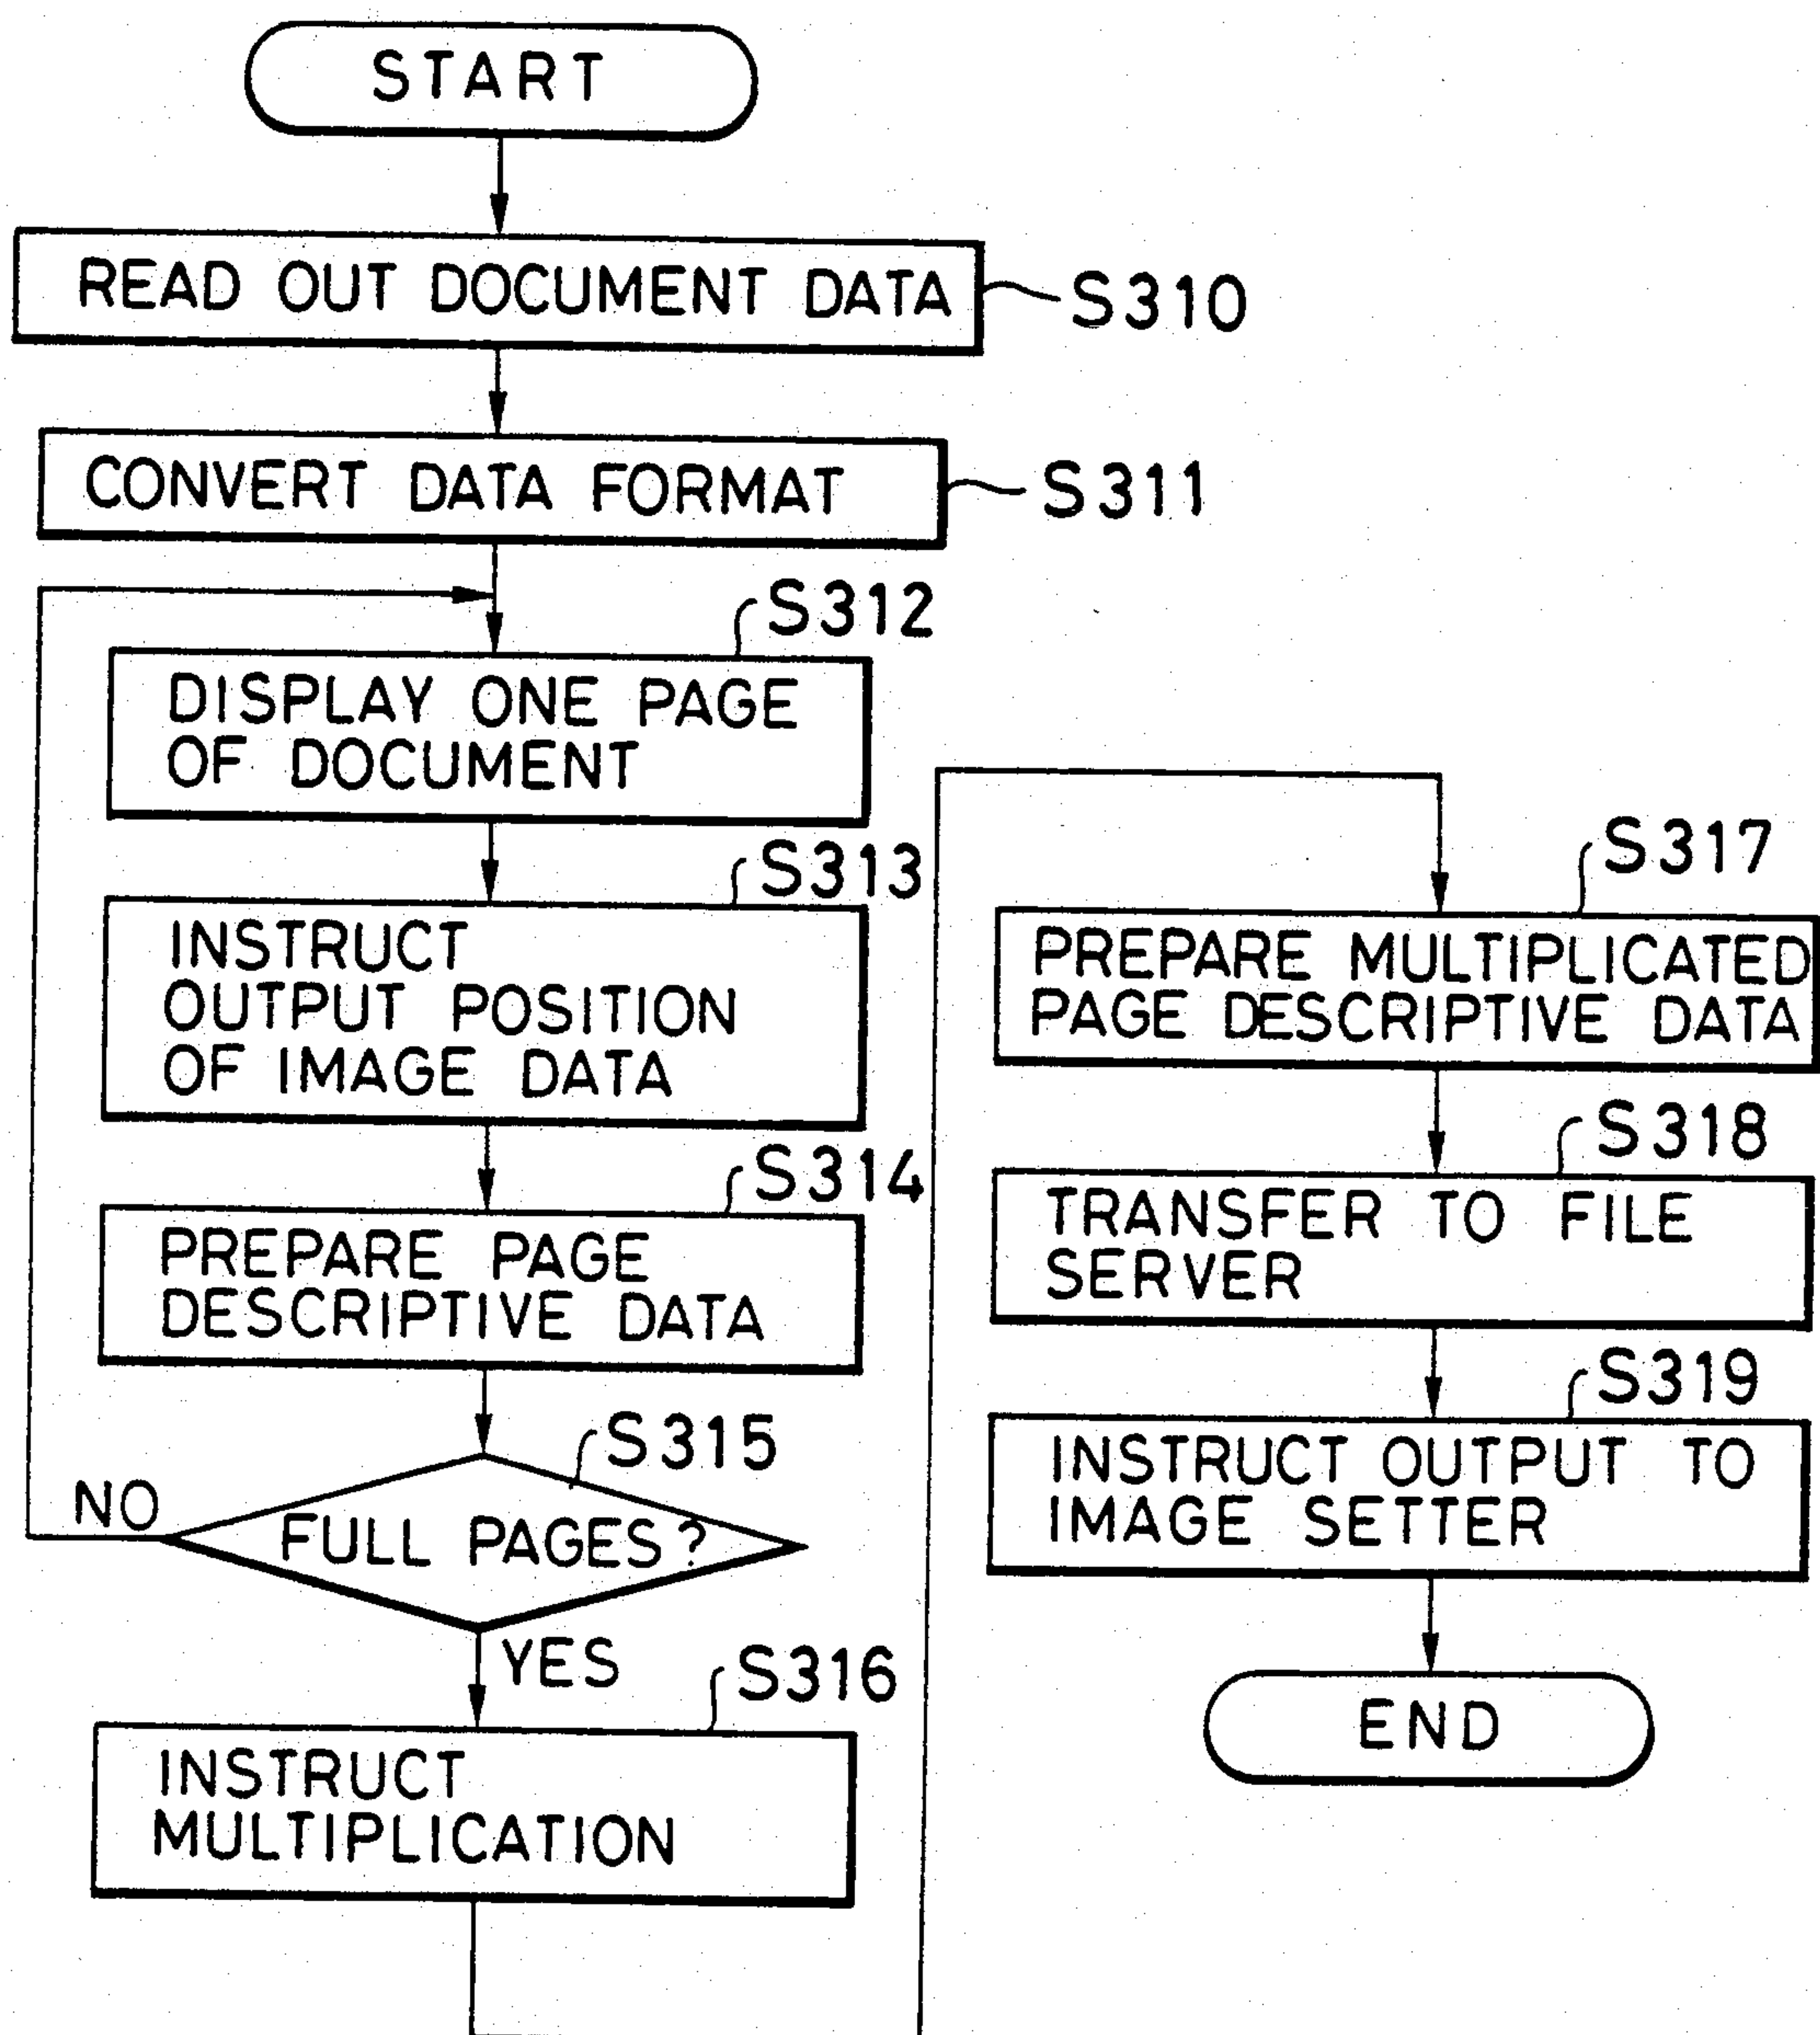 START
READ OUT DOCUMENT DATA
S310
CONVERT DATA FORMAT
S311
S312
DISPLAY ONE PAGE
OF DOCUMENT
S313
INSTRUCT
OUTPUT POSITION
OF IMAGE DATA
S314
PREPARE PAGE
DESCRIPTIVE DATA
S315
NO
FULL PAGES?
YES
S316
INSTRUCT
MULTIPLICATION
S317
PREPARE MULTIPLICATED
PAGE DESCRIPTIVE DATA
S318
TRANSFER TO FILE
SERVER
S319
INSTRUCT OUTPUT TO
IMAGE SETTER
END